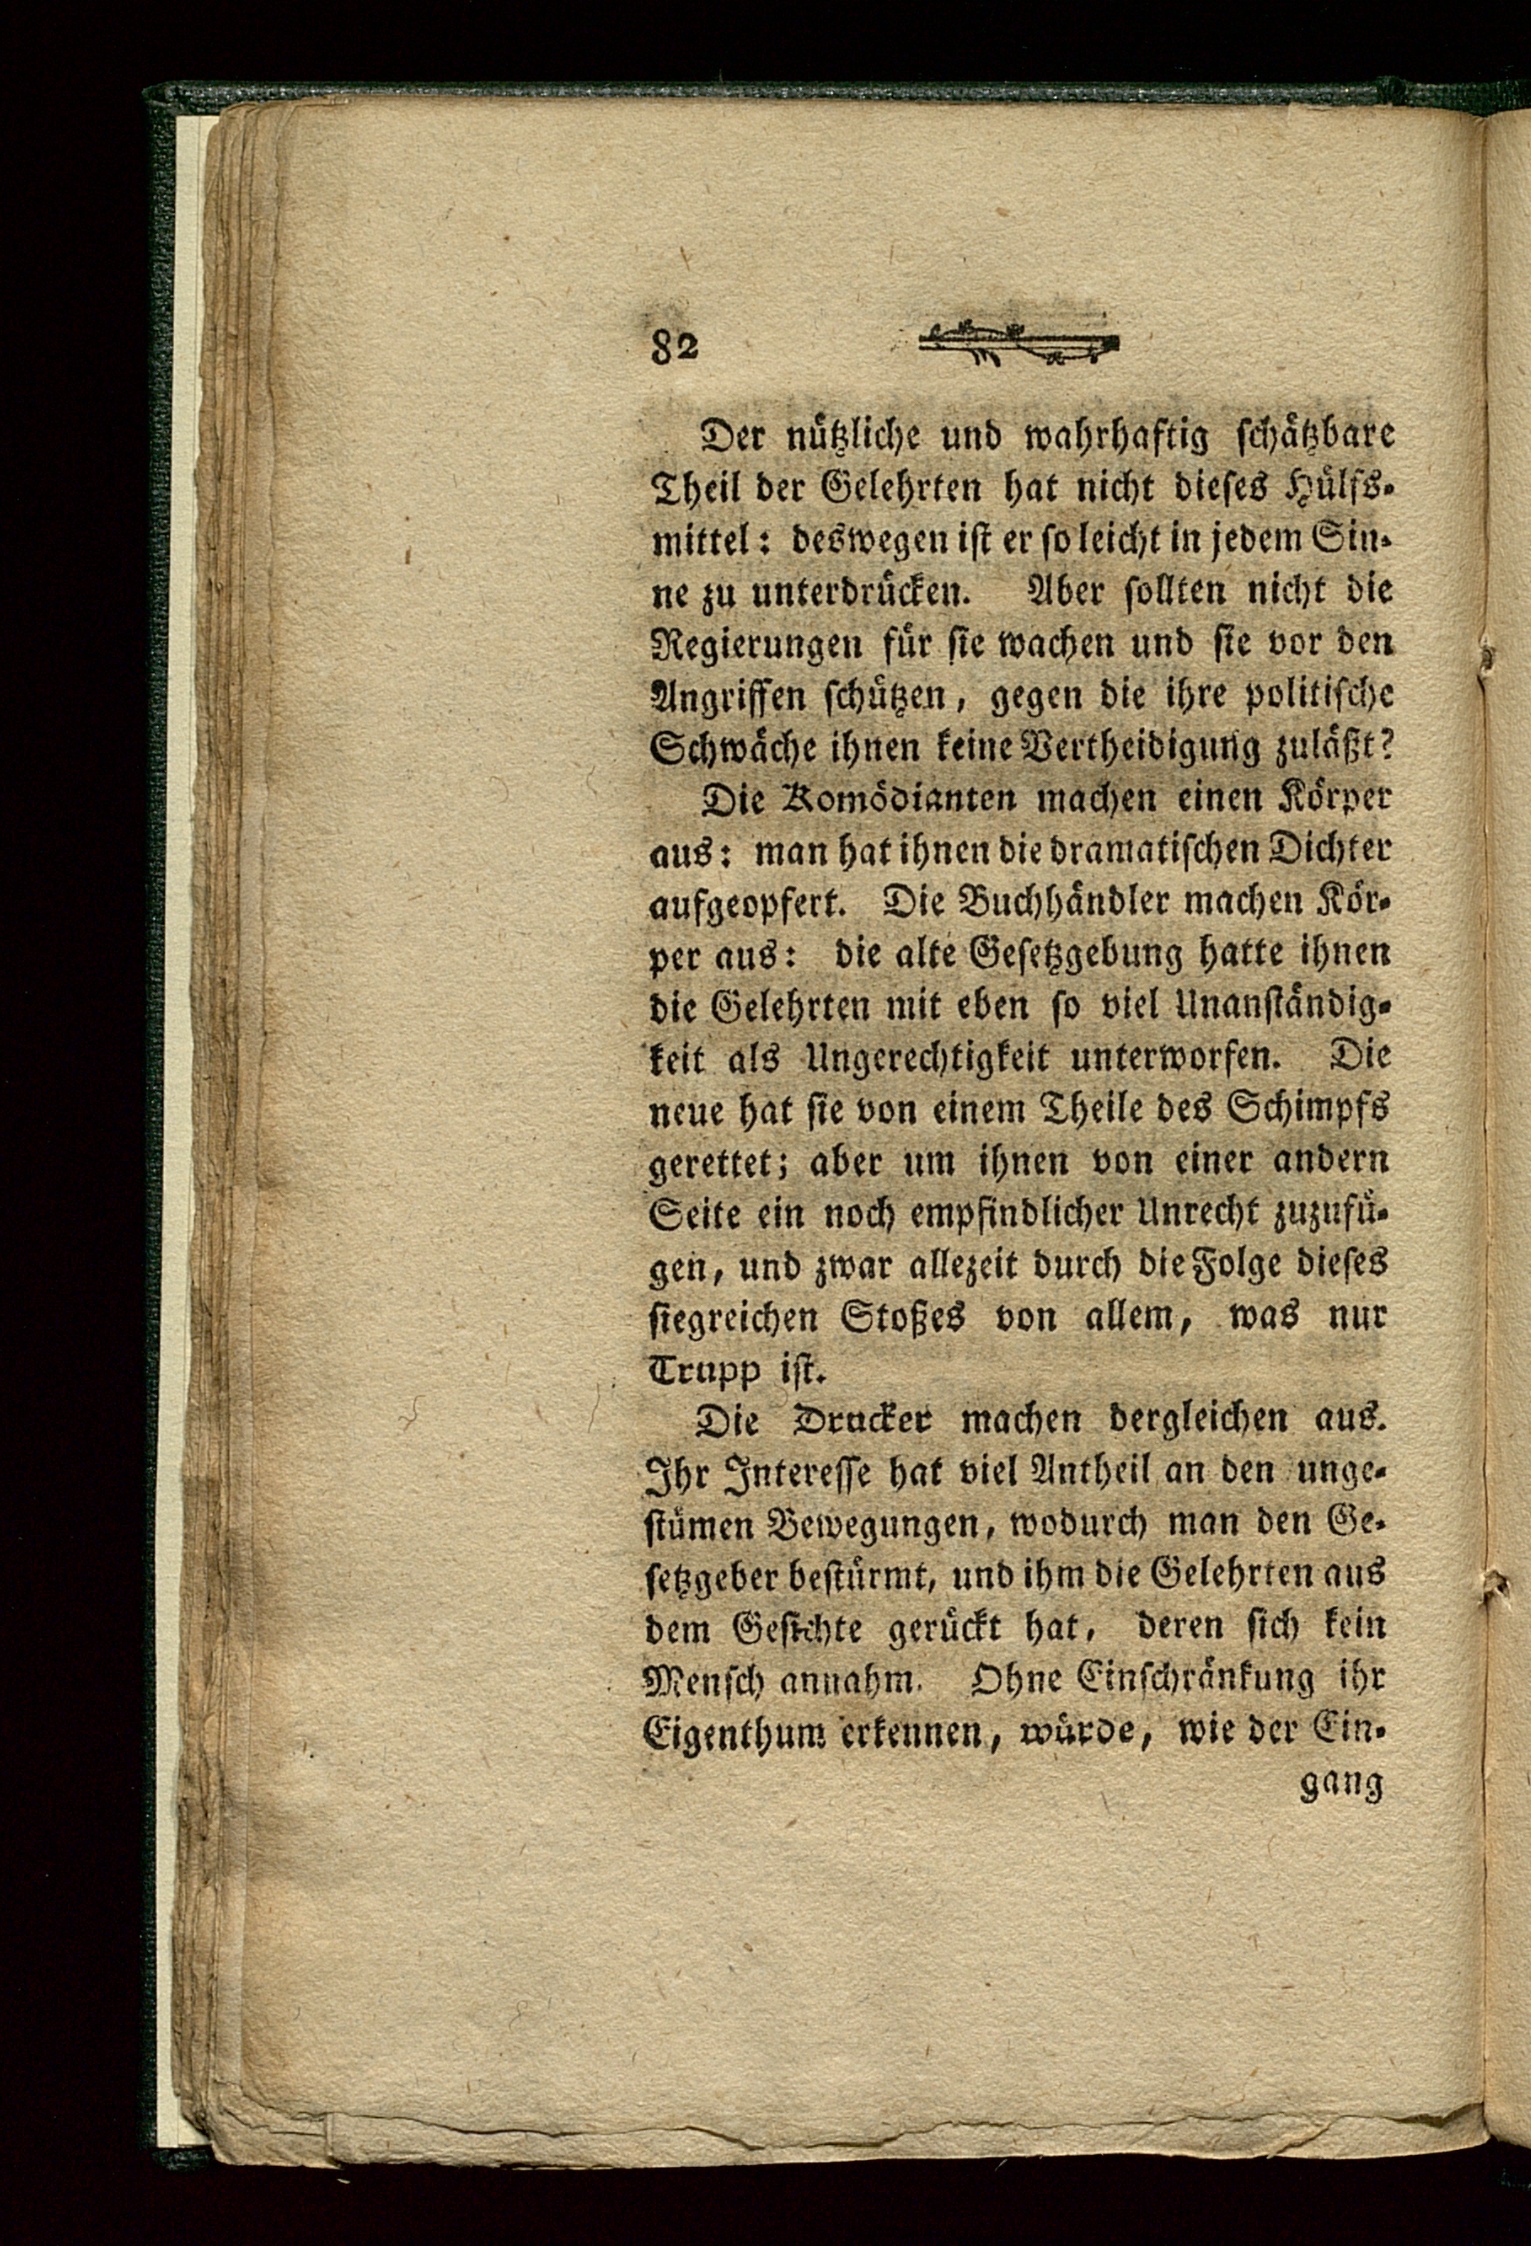 82
Der nützliche und wahrhaftig schätzbare
Theil der Gelehrten hat nicht dieses Hülfs-
mittel: deswegen ist er so leicht in jedem Sin-
ne zu unterdrücken. Aber sollten nicht die
Regierungen für sie wachen und sie vor den
Angriffen schützen, gegen die ihre politische
Schwäche ihnen keine Vertheidigung zuläßt?
Die Komödianten machen einen Körper
aus: man hat ihnen die dramatischen Dichter
aufgeopfert. Die Buchhändler machen Kör-
per aus: die alte Gesetzgebung hatte ihnen
die Gelehrten mit eben so viel Unanständig-
keit als Ungerechtigkeit unterworfen. Die
neue hat sie von einem Theile des Schimpfs
gerettet; aber um ihnen von einer andern
Seite ein noch empfindlicher Unrecht zuzufü-
gen, und zwar allezeit durch die Folge dieses
siegreichen Stoßes von allem, was nur
Trupp ist.
Die Drucker machen dergleichen aus.
Ihr Interesse hat viel Antheil an den unge-
stümen Bewegungen, wodurch man den Ge-
setzgeber bestürmt, und ihm die Gelehrten aus
dem Gesichte gerückt hat, deren sich kein
Mensch annahm. Ohne Einschränkung ihr
Eigenthum erkennen, würde, wie der Ein-
gang